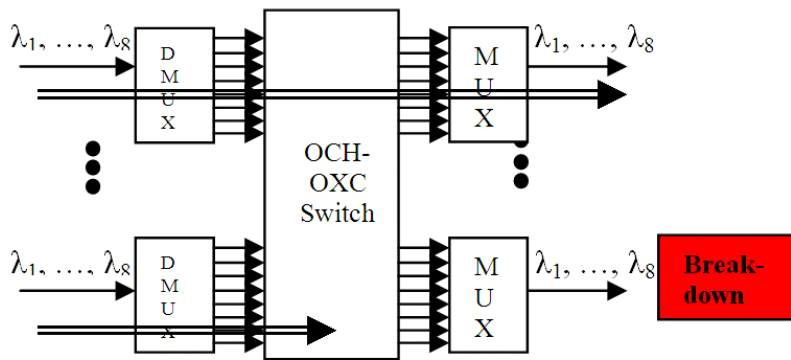 λ1, …, λ8
D
M
U
X
M
U
X
λ1, …, λ8
OCH-
OXC
Switch
λ1, …, λ8
D
M
U
X
M
U
X
λ1, …, λ8
Break-
down